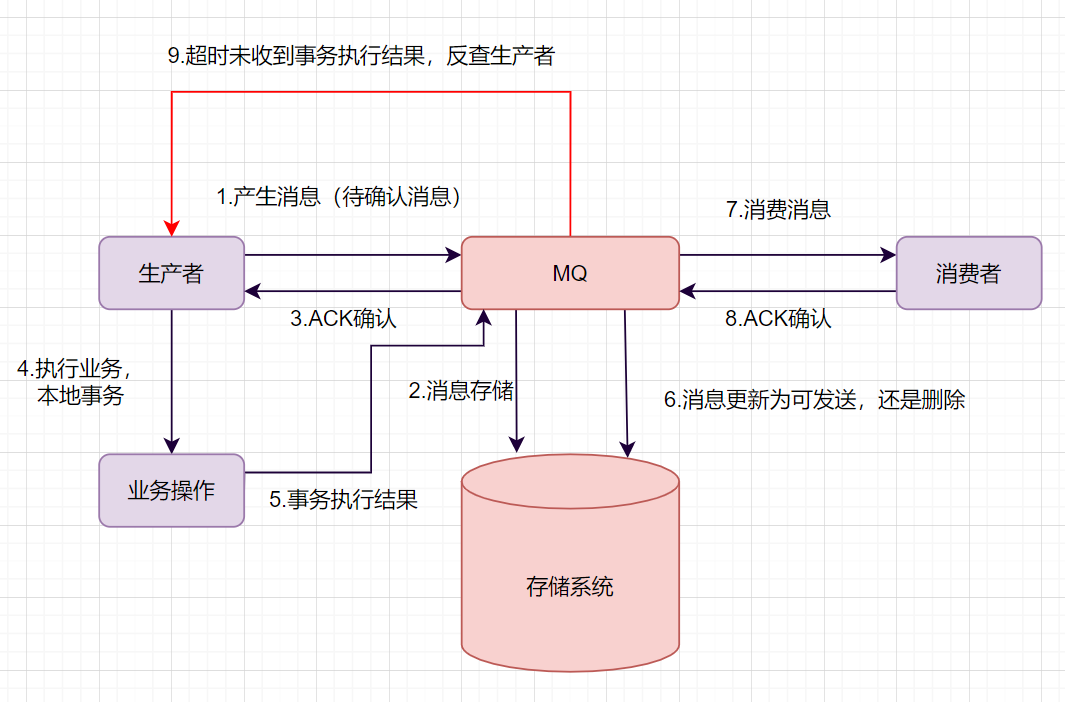 9.超时未收到事务执行结果，反查生产者
1.产生消息（待确认消息）
7.消费消息
生产者
MQ
消费者
3.ACK确认
8.ACK确认
4.执行业务，
本地事务
2.消息存储
6.消息更新为可发送，还是删除
业务操作
5.事务执行结果
存储系统